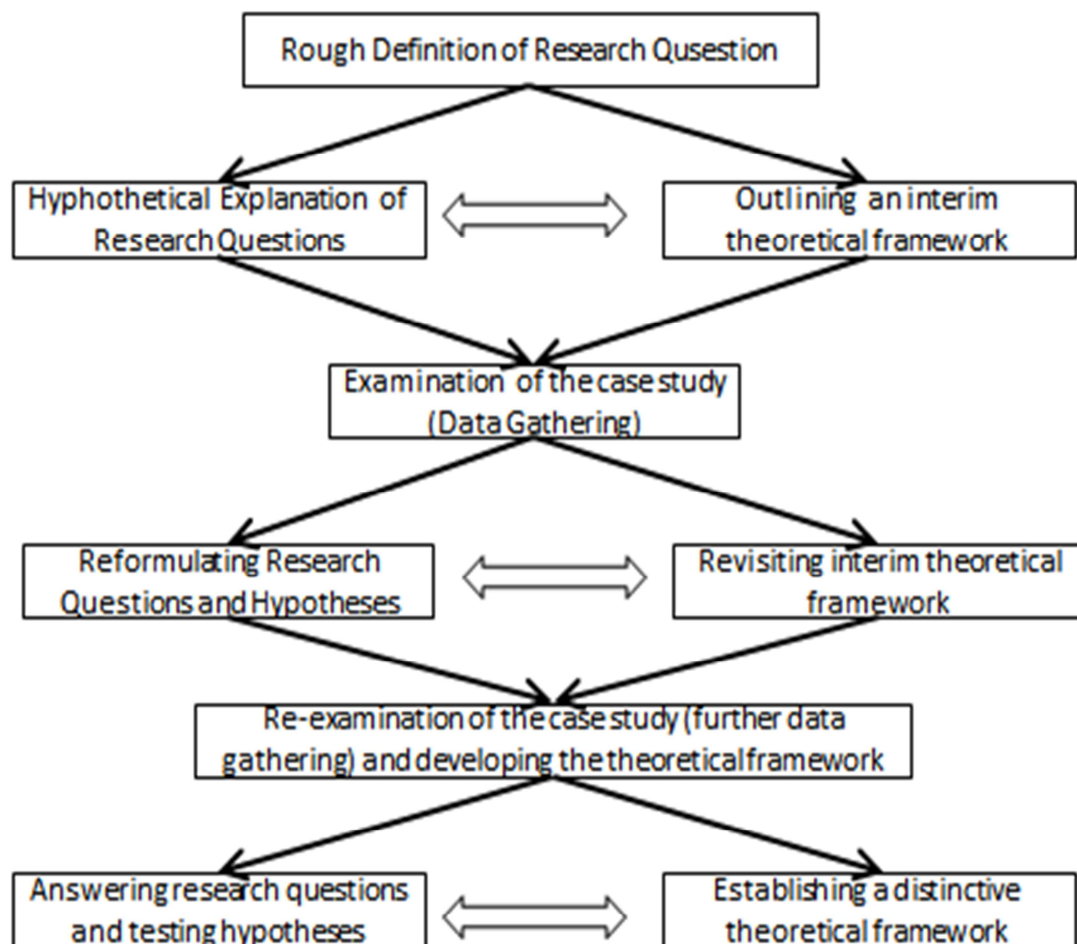 Rough Definition of Research Qusestion
Hyphothetical Explanation of
Research Questions
Outlining an interim
theoretical framework
Examination of the case study
(Data Gathering)
Reformulating Research
Questions and Hypotheses
Revisiting interim theoretical
framework
Re-examination of the case study (further data
gathering) and developing the theoretical framework
Answering research questions
and testing hypotheses
Establishing a distinctive
theoretical framework